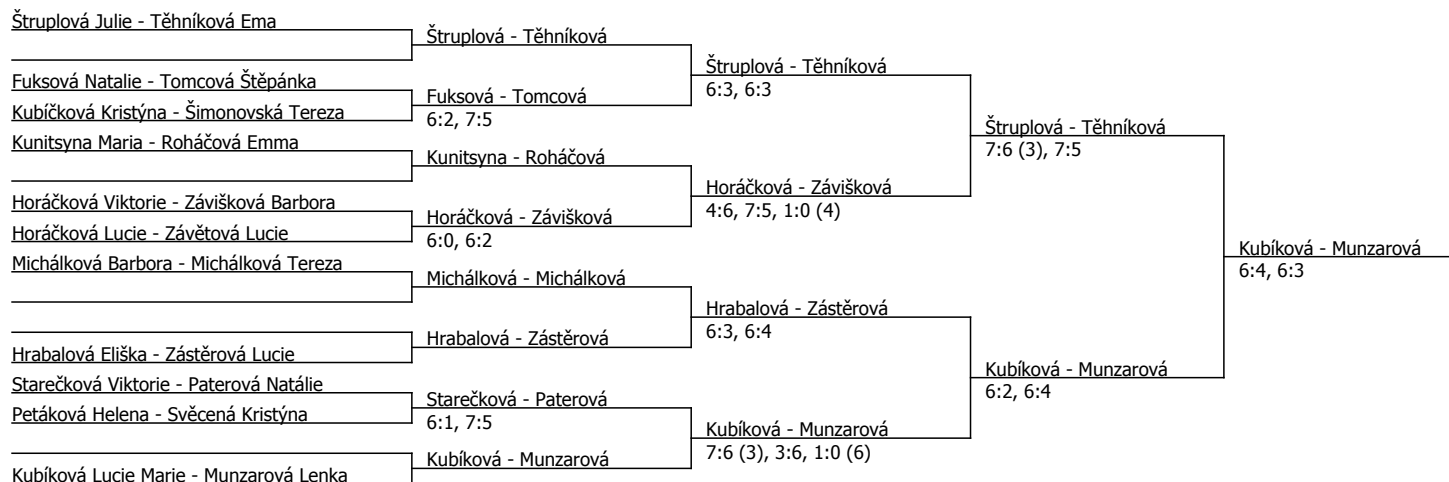 Štruplová Julie - Těhníková Ema
Fuksová Natalie - Tomcová Štěpánka
Kubíčková Kristýna - Šimonovská Tereza
Kunitsyna Maria - Roháčová Emma
Horáčková Viktorie - Závišková Barbora
Horáčková Lucie - Závětová Lucie
Michálková Barbora - Michálková Tereza
Hrabalová Eliška - Zástěrová Lucie
Starečková Viktorie - Paterová Natálie
Petáková Helena - Svěcená Kristýna
Kubíková Lucie Marie - Munzarová Lenka
Štruplová - Těhníková
Fuksová - Tomcová
6:2, 7:5
Kunitsyna - Roháčová
Horáčková - Závišková
6:0, 6:2
Michálková - Michálková
Hrabalová - Zástěrová
Starečková - Paterová
6:1, 7:5
Kubíková - Munzarová
Štruplová - Těhníková
6:3, 6:3
Horáčková - Závišková
4:6, 7:5, 1:0 (4)
Hrabalová - Zástěrová
6:3, 6:4
Kubíková - Munzarová
7:6 (3), 3:6, 1:0 (6)
Štruplová - Těhníková
7:6 (3), 7:5
Kubíková - Munzarová
6:2, 6:4
Kubíková - Munzarová
6:4, 6:3